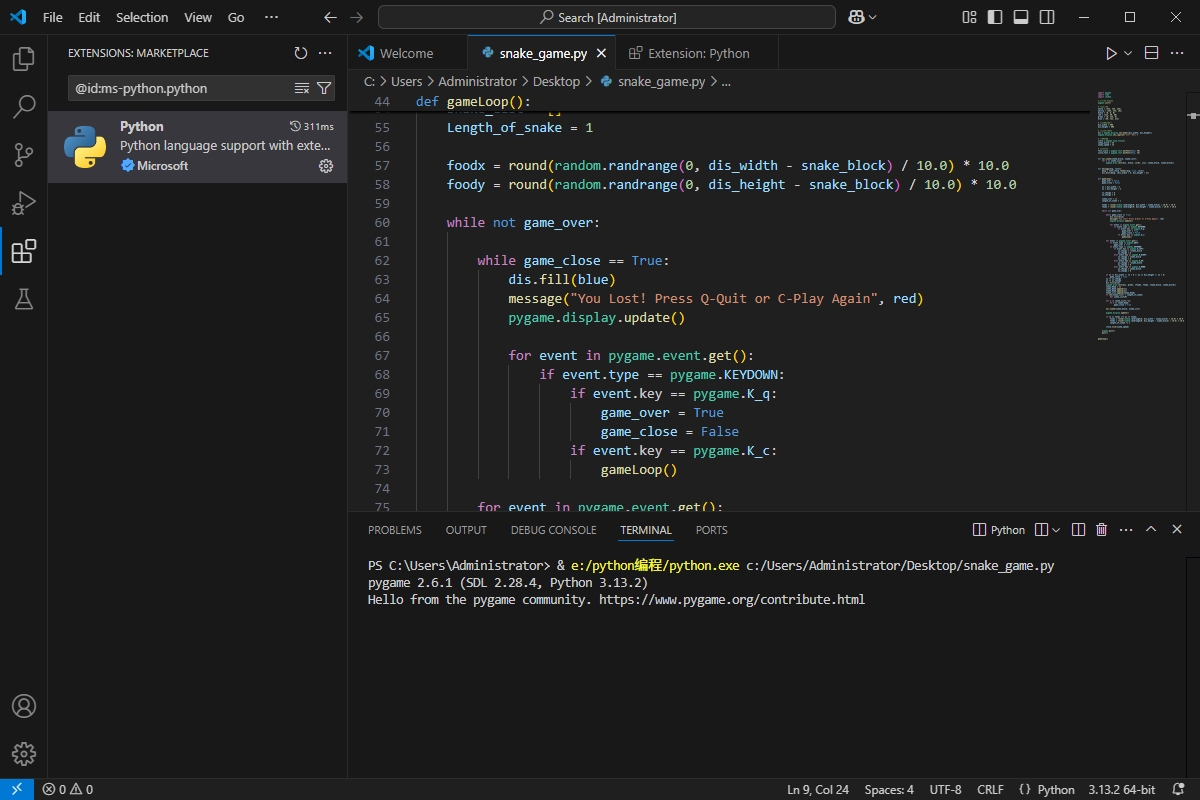 File Edit Selection View Go ··· Search [Administrator]
EXTENSIONS: MARKETPLACE
@id:ms-python.python
Python 311ms
Python language support with exte...
Microsoft
Welcome snake_game.py Extension: Python
C: > Users > Administrator > Desktop > snake_game.py > ...
44 def gameLoop():
55 Length_of_snake = 1
56
57 foodx = round(random.randrange(0, dis_width - snake_block) / 10.0) * 10.0
58 foody = round(random.randrange(0, dis_height - snake_block) / 10.0) * 10.0
59
60 while not game_over:
61
62 while game_close == True:
63 dis.fill(blue)
64 message("You Lost! Press Q-Quit or C-Play Again", red)
65 pygame.display.update()
66
67 for event in pygame.event.get():
68 if event.type == pygame.KEYDOWN:
69 if event.key == pygame.K_q:
70 game_over = True
71 game_close = False
72 if event.key == pygame.K_c:
73 gameLoop()
74
75 for event in pygame.event.get():
PROBLEMS OUTPUT DEBUG CONSOLE TERMINAL PORTS Python
PS C:\Users\Administrator> & e:/python编程/python.exe c:/Users/Administrator/Desktop/snake_game.py
pygame 2.6.1 (SDL 2.28.4, Python 3.13.2)
Hello from the pygame community. https://www.pygame.org/contribute.html
0 0 Ln 9, Col 24 Spaces: 4 UTF-8 CRLF {} Python 3.13.2 64-bit